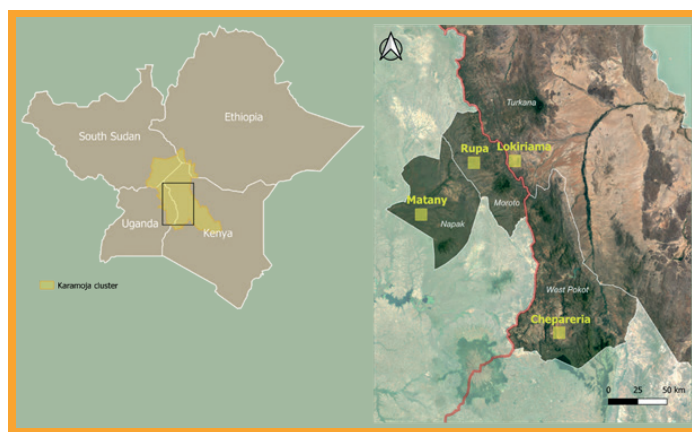 South Sudan
Ethiopia
Uganda
Kenya
Karamoja cluster
Turkana
Rupa
Lokiriama
Matany
Moroto
Napak
West Pokot
Chepareria
0 25 50 km